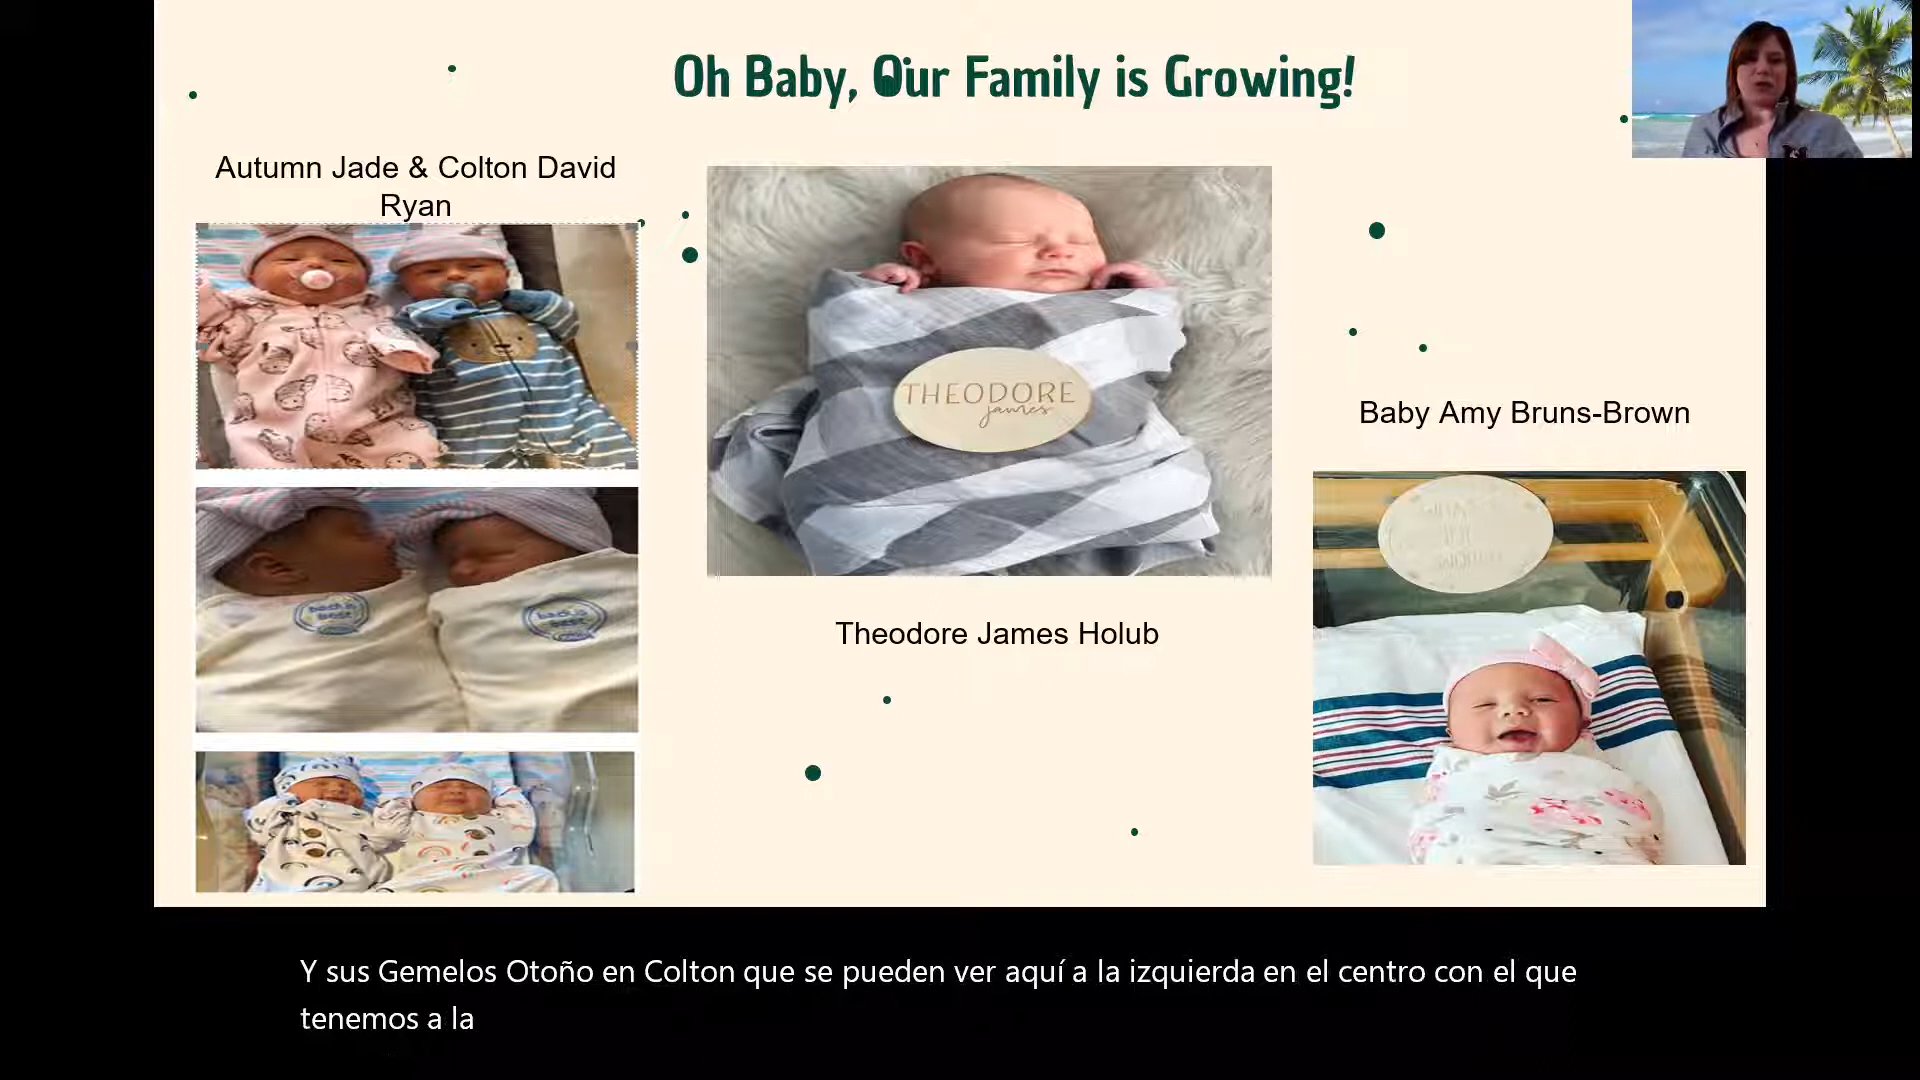 Oh Baby, Our Family is Growing!
Autumn Jade & Colton David
Ryan
THEODORE
james
Baby Amy Bruns-Brown
Theodore James Holub
Y sus Gemelos Otoño en Colton que se pueden ver aquí a la izquierda en el centro con el que
tenemos a la